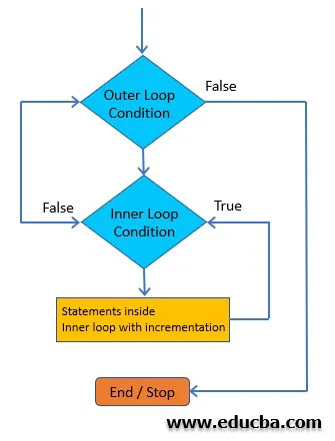 Outer Loop
Condition
False
Inner Loop
Condition
False
True
Statements inside
Inner loop with incrementation
End / Stop
www.educba.com